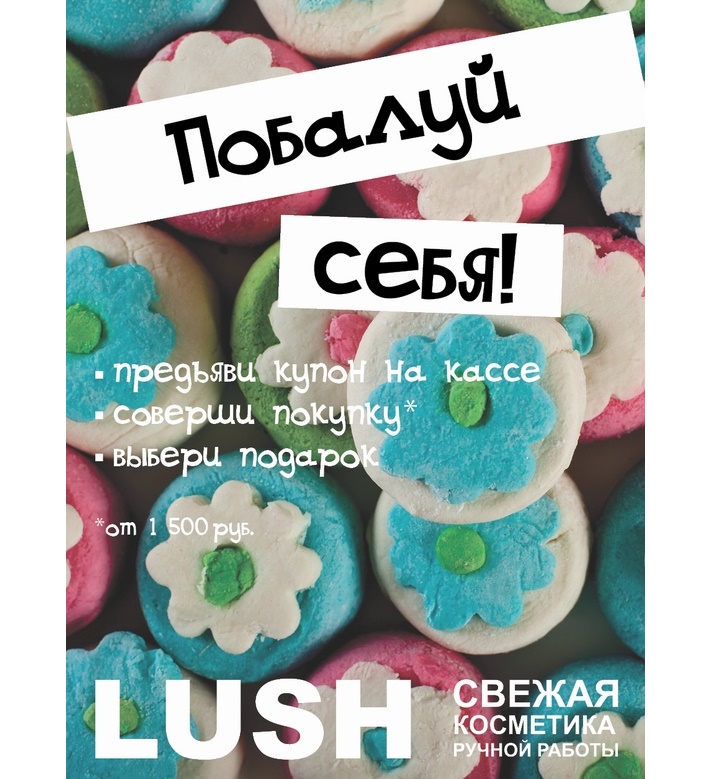 Побалуй
себя!
▪ предъяви купон на кассе
▪ соверши покупку*
▪ выбери подарок
*от 1 500 руб.
LUSH
СВЕЖАЯ
КОСМЕТИКА
РУЧНОЙ РАБОТЫ